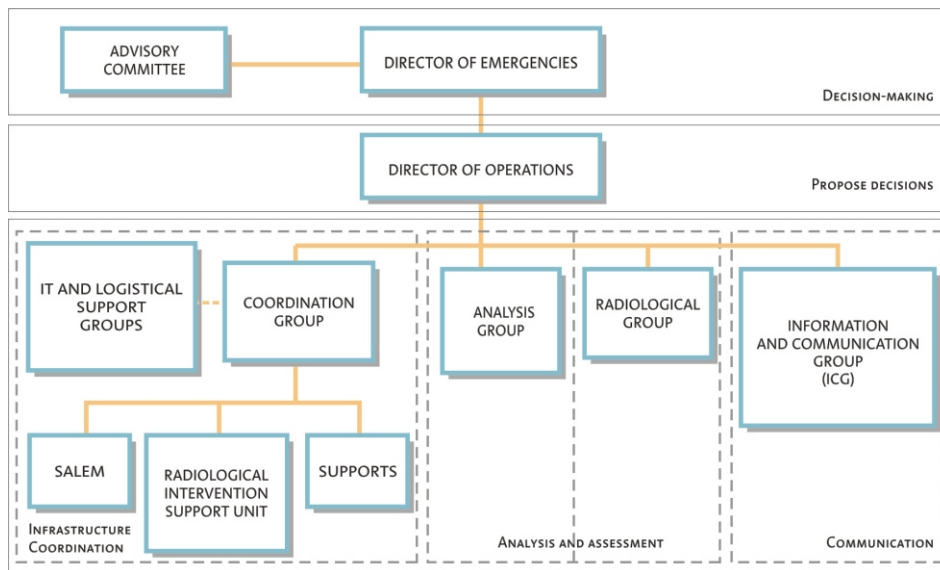 ADVISORY
COMMITTEE
DIRECTOR OF EMERGENCIES
DECISION-MAKING
DIRECTOR OF OPERATIONS
PROPOSE DECISIONS
IT AND LOGISTICAL
SUPPORT
GROUPS
COORDINATION
GROUP
ANALYSIS
GROUP
RADIOLOGICAL
GROUP
INFORMATION
AND COMMUNICATION
GROUP
(ICG)
SALEM
RADIOLOGICAL
INTERVENTION
SUPPORT UNIT
SUPPORTS
INFRASTRUCTURE
COORDINATION
ANALYSIS AND ASSESSMENT
COMMUNICATION